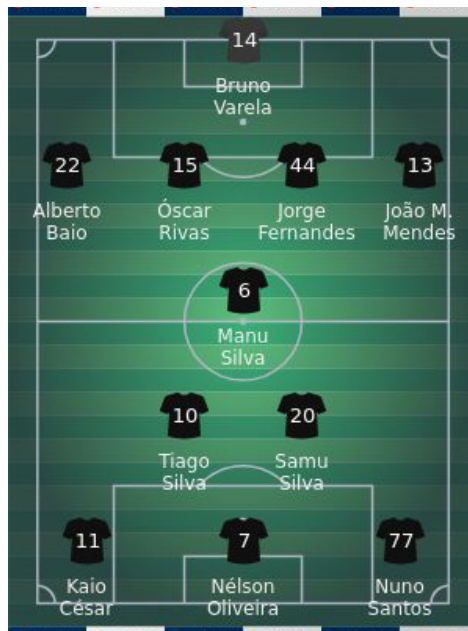 14
Bruno
Varela
22 15 44 13
Alberto Óscar Jorge João M.
Baio Rivas Fernandes Mendes
6
Manu
Silva
10 20
Tiago Samu
Silva Silva
11 7 77
Kaio Nélson Nuno
César Oliveira Santos